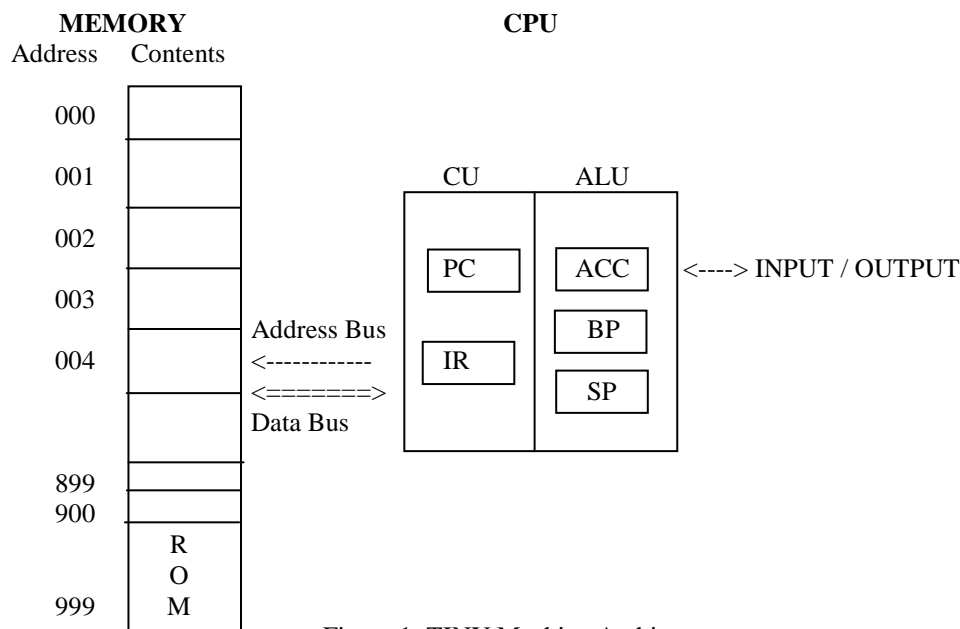 MEMORY CPU
Address Contents
000
001 CU ALU
002
PC ACC <----> INPUT / OUTPUT
003
BP
Address Bus
004 <------------ IR
SP
<=======>
Data Bus
899
900
R
O
999 M